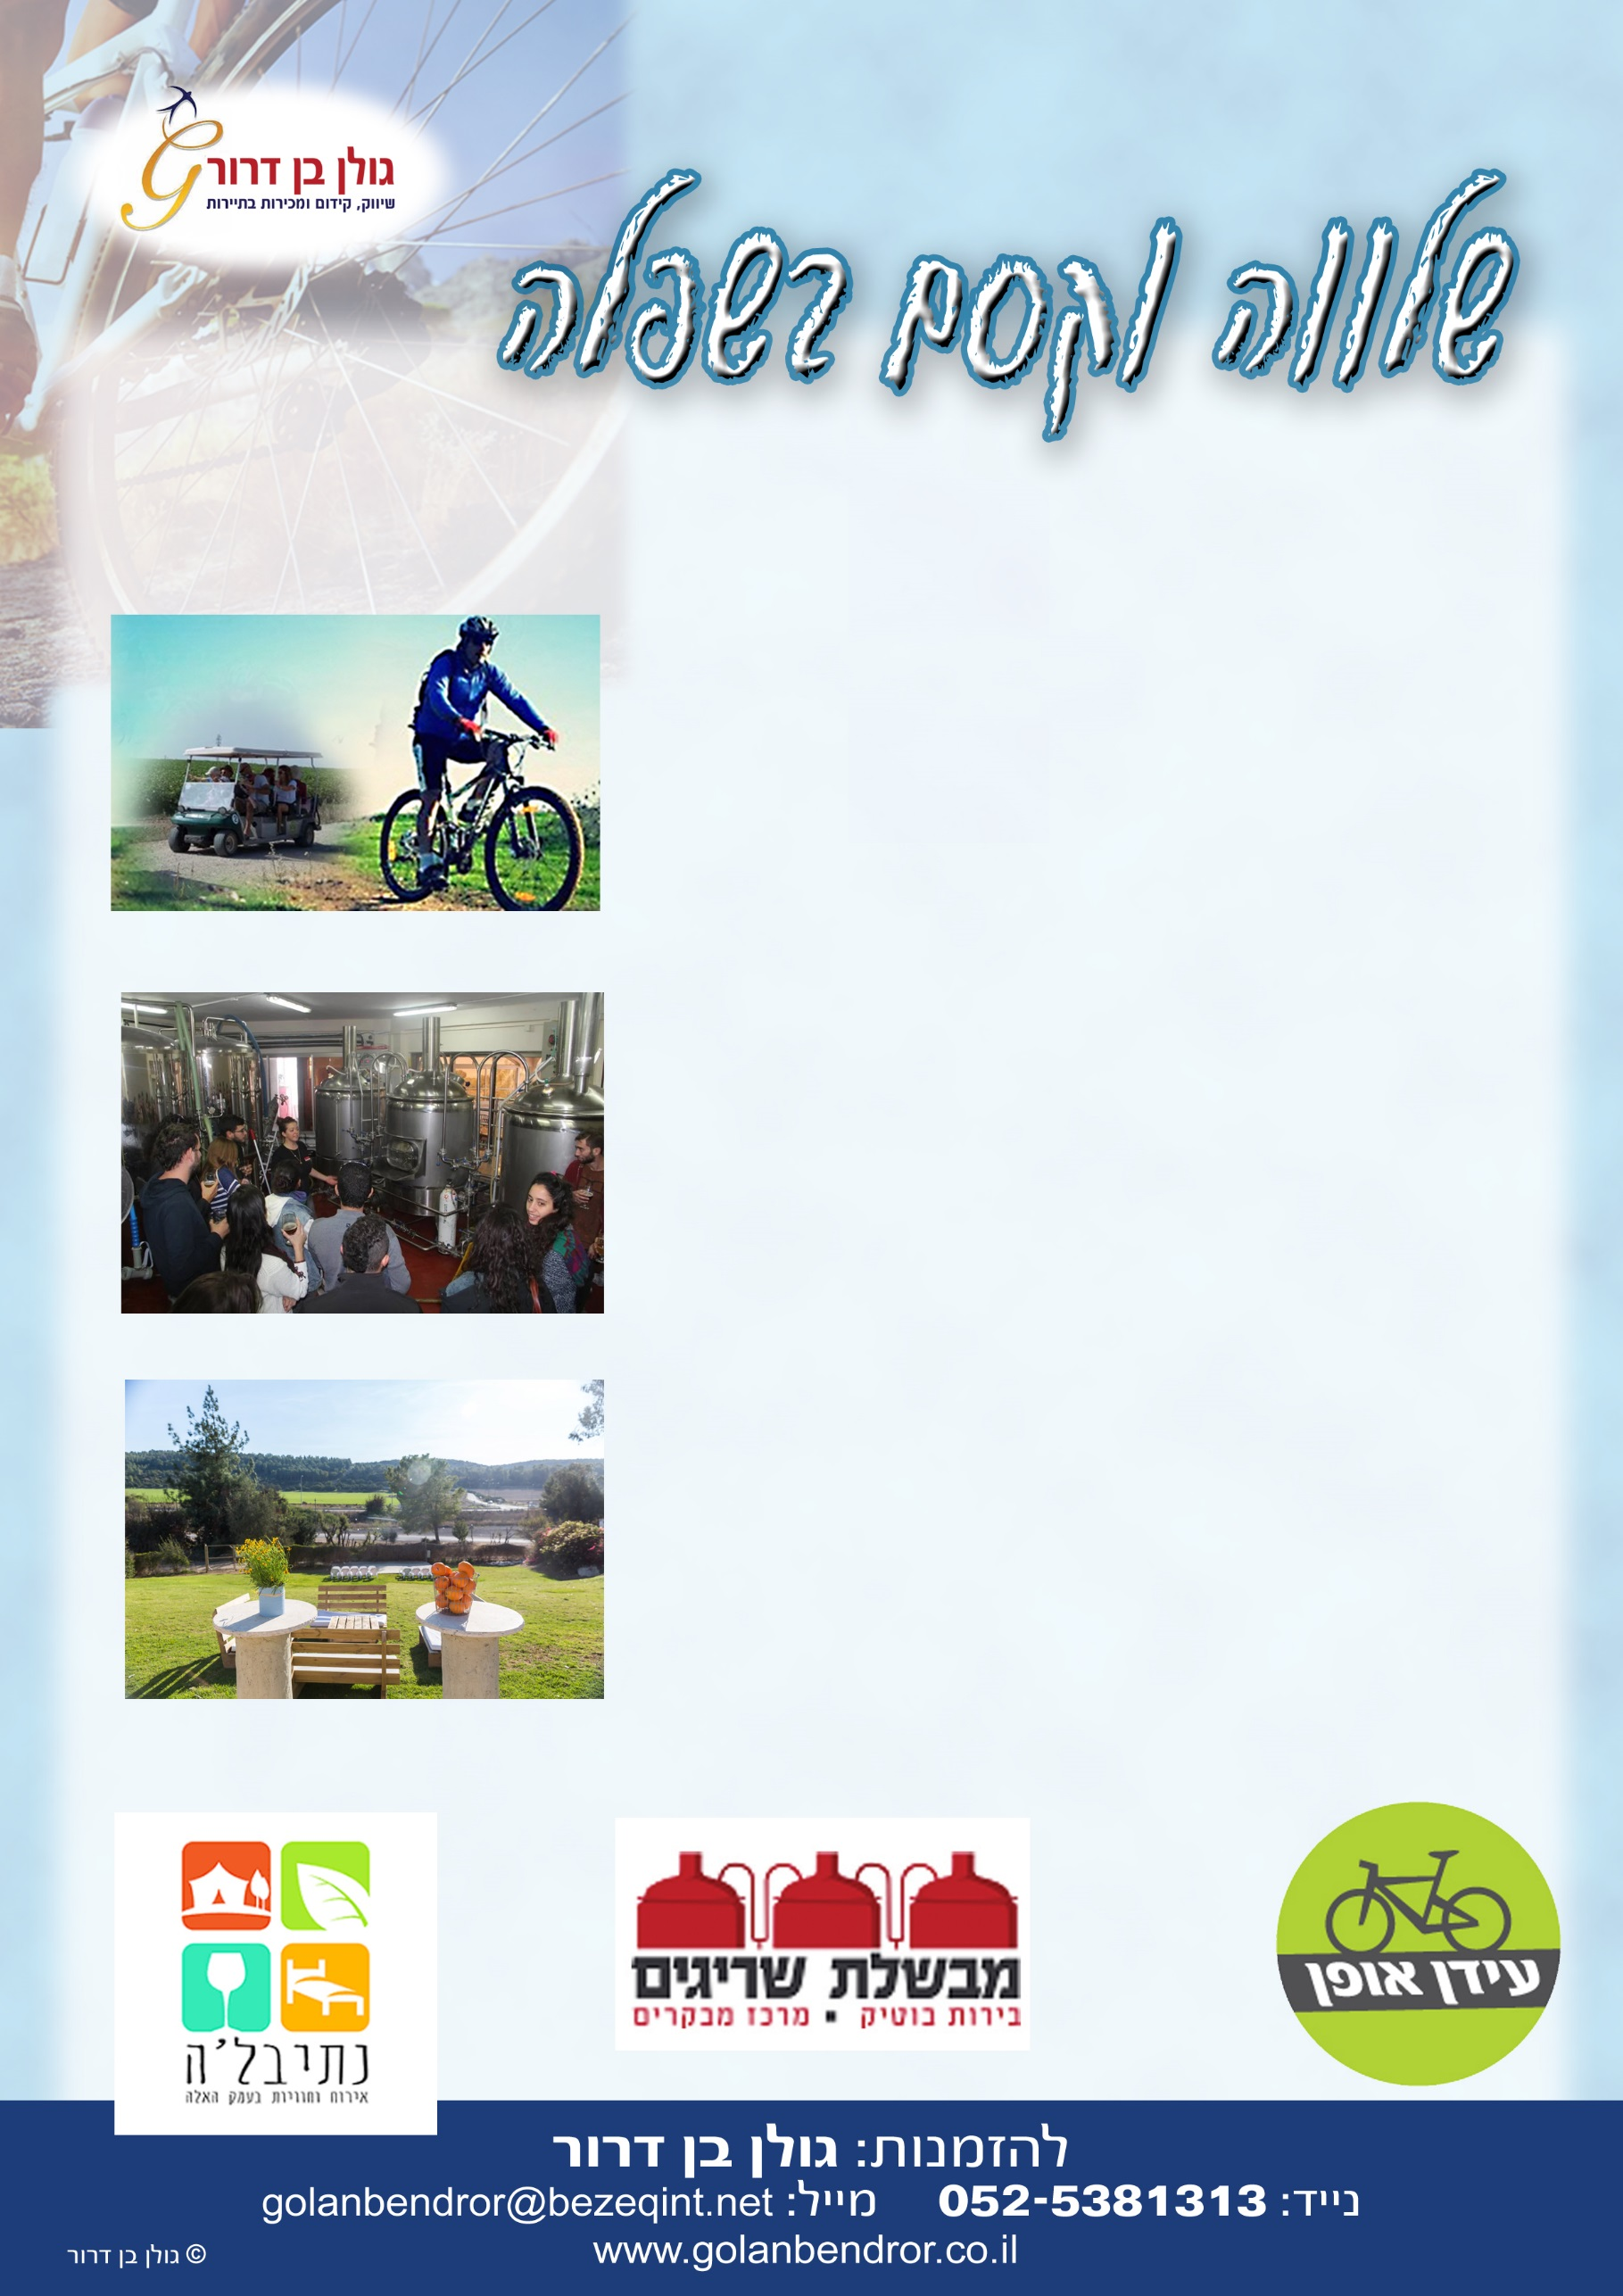 גולן בן דרור
שיווק, קידום ומכירות בתיירות
שלווה וקסם בשפלה
נתיבל'ה
אירוח וחוויות בעמק האלה
מבשלת שריגים
בירות בוטיק ▪ מרכז מבקרים
עידן אופן
להזמנות: גולן בן דרור
נייד: 052-5381313 מייל: golanbendror@bezeqint.net
www.golanbendror.co.il
© גולן בן דרור